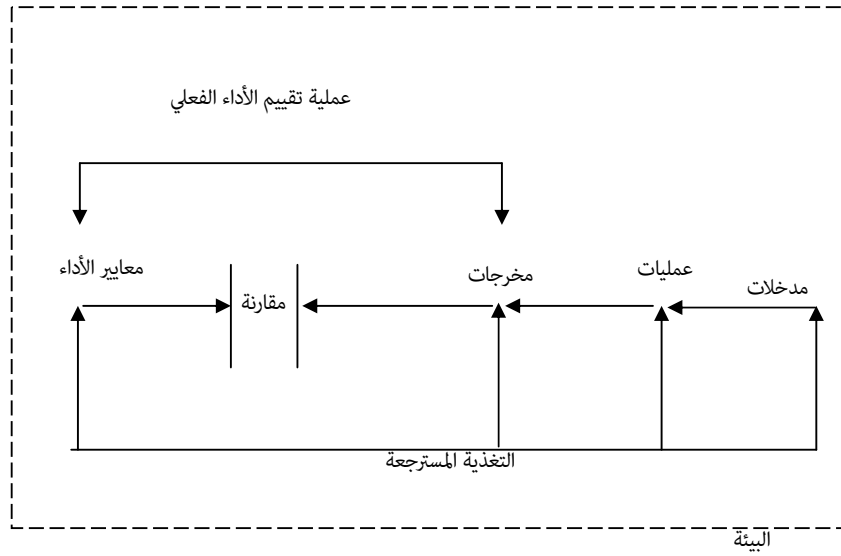 عملية تقييم الأداء الفعلي
مدخلات
عمليات
مخرجات
مقارنة
معايير الأداء
التغذية المسترجعة
البيئة